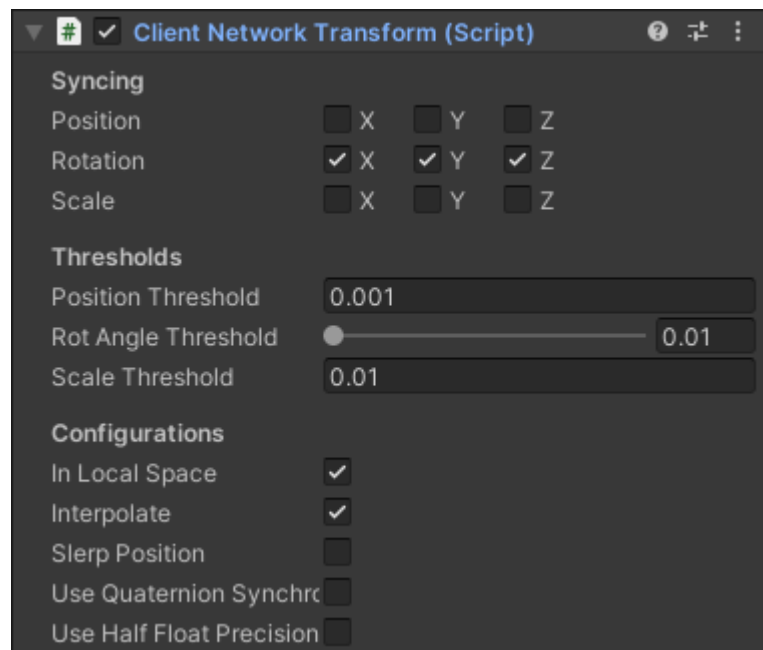 # Client Network Transform (Script)
Syncing
Position X Y Z
Rotation X Y Z
Scale X Y Z
Thresholds
Position Threshold 0.001
Rot Angle Threshold 0.01
Scale Threshold 0.01
Configurations
In Local Space
Interpolate
Slerp Position
Use Quaternion Synchrc
Use Half Float Precision